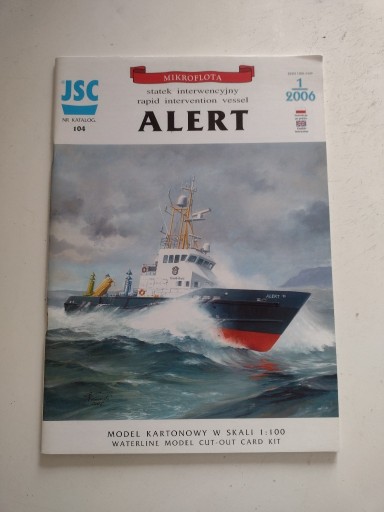 MIKROFLOTA
JSC
NR KATALOG.
104
statek interwencyjny
rapid intervention vessel
ALERT
1
2006
ALERT
MODEL KARTONOWY W SKALI 1:100
WATERLINE MODEL CUT-OUT CARD KIT